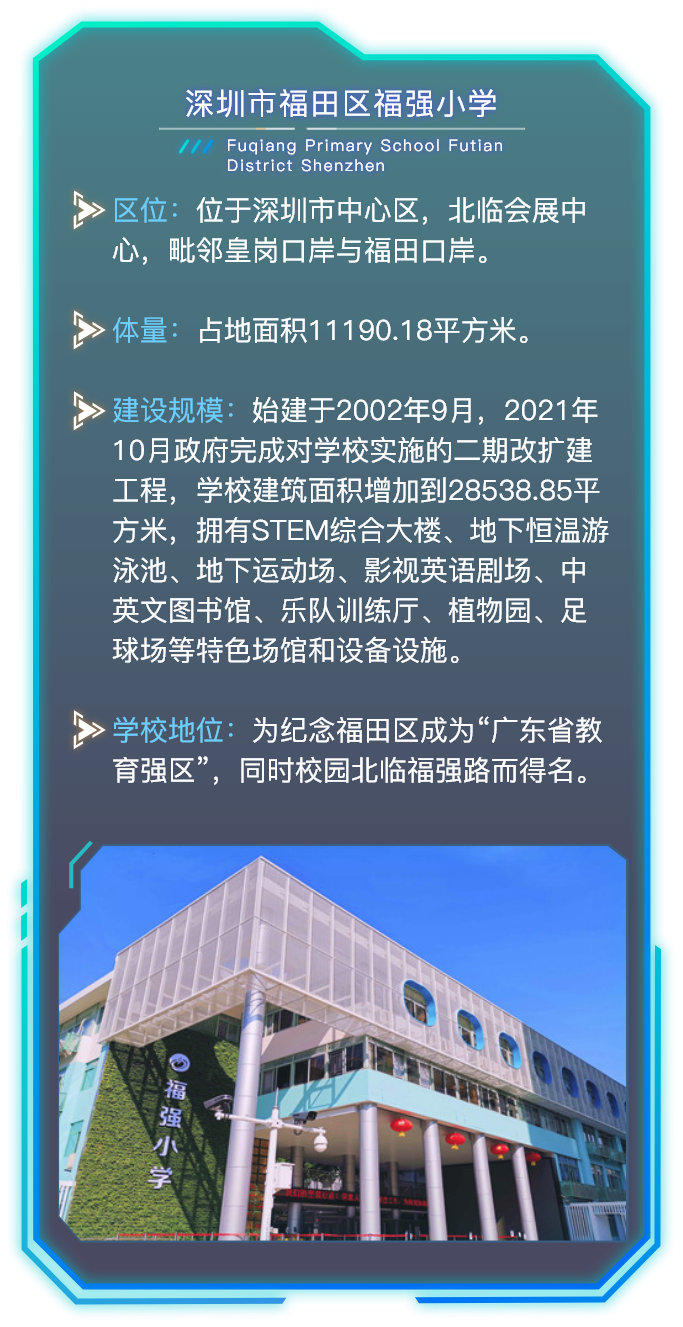 深圳市福田区福强小学
Fuqiang Primary School Futian
District Shenzhen
区位：位于深圳市中心区，北临会展中
心，毗邻皇岗口岸与福田口岸。
体量：占地面积11190.18平方米。
建设规模：始建于2002年9月，2021年
10月政府完成对学校实施的二期改扩建
工程，学校建筑面积增加到28538.85平
方米，拥有STEM综合大楼、地下恒温游
泳池、地下运动场、影视英语剧场、中
英文图书馆、乐队训练厅、植物园、足
球场等特色场馆和设备设施。
学校地位：为纪念福田区成为“广东省教
育强区”，同时校园北临福强路而得名。
福强小学